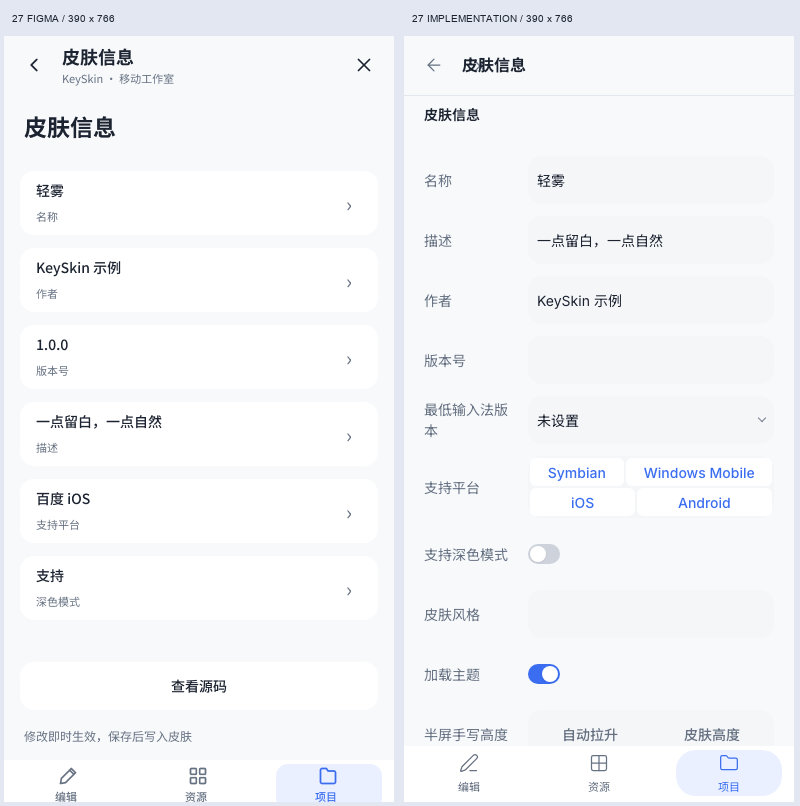 27 FIGMA / 390 x 766
皮肤信息
KeySkin • 移动工作室
皮肤信息
轻雾
名称
KeySkin 示例
作者
1.0.0
版本号
一点留白，一点自然
描述
百度 iOS
支持平台
支持
深色模式
查看源码
修改即时生效，保存后写入皮肤
编辑
资源
项目
27 IMPLEMENTATION / 390 x 766
皮肤信息
皮肤信息
名称
轻雾
描述
一点留白，一点自然
作者
KeySkin 示例
版本号
最低输入法版
本
未设置
支持平台
Symbian
Windows Mobile
iOS
Android
支持深色模式
皮肤风格
加载主题
半屏手写高度
自动拉升
皮肤高度
编辑
资源
项目